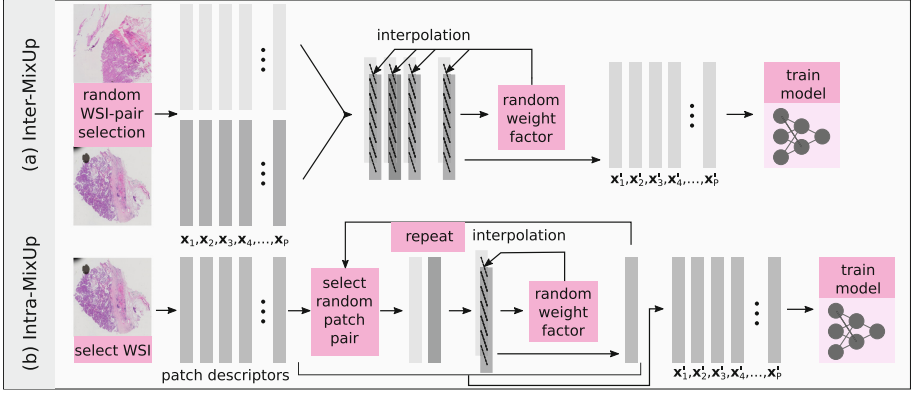 (a) Inter-MixUp
random
WSI-pair
selection
interpolation
random
weight
factor
train
model
x'1,x'2,x'3,x'4,...,x'P
x1,x2,x3,x4,...,xP
(b) Intra-MixUp
select WSI
patch descriptors
repeat
select
random
patch
pair
interpolation
random
weight
factor
x'1,x'2,x'3,x'4,...,x'P
train
model